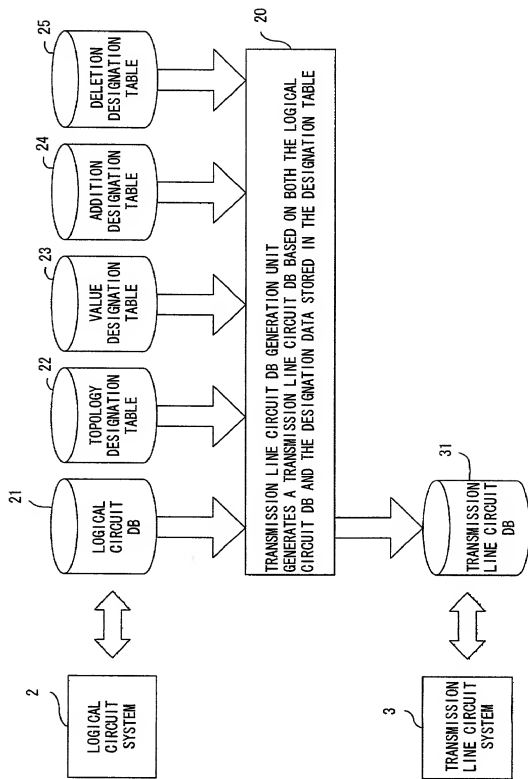 2
LOGICAL CIRCUIT
SYSTEM
21
LOGICAL
CIRCUIT
DB
22
TOPOLOGY
DESIGNATION
TABLE
23
VALUE
DESIGNATION
TABLE
24
ADDITION
DESIGNATION
TABLE
25
DELETION
DESIGNATION
TABLE
20
TRANSMISSION LINE CIRCUIT DB GENERATION UNIT
GENERATES A TRANSMISSION LINE CIRCUIT DB BASED ON BOTH THE LOGICAL
CIRCUIT DB AND THE DESIGNATION DATA STORED IN THE DESIGNATION TABLE
3
TRANSMISSION
LINE CIRCUIT
SYSTEM
31
TRANSMISSION
LINE CIRCUIT
DB